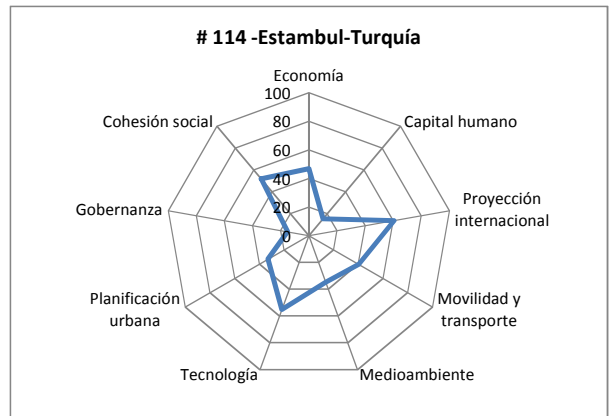 # 114 -Estambul-Turquía
Economía
100
80
60
40
20
0
Capital humano
Proyección
internacional
Movilidad y
transporte
Medioambiente
Tecnología
Planificación
urbana
Gobernanza
Cohesión social